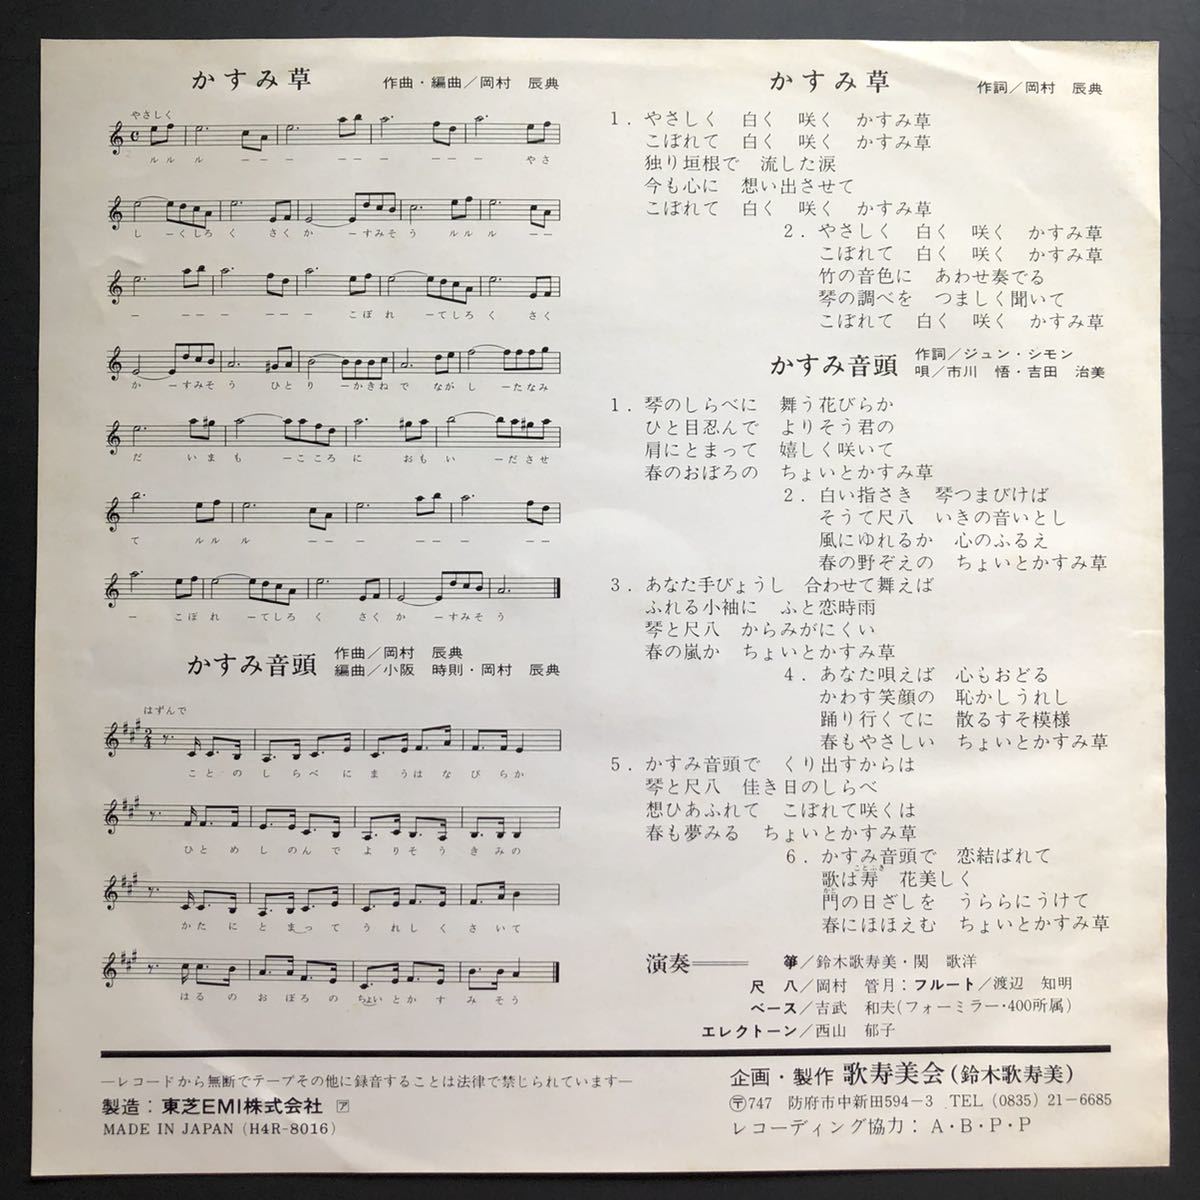 かすみ草 作曲・編曲／岡村 辰典
やさしく
ルルル ー ー ー ー ー ー ー ー ー ー やさ
しーくしろく さくかーすみそう ルルル ー ー
ー ー ー ー ー ー こぼれーてしろく さく
かーすみそう ひとりーかきねで ながしーたなみ
だ いまもーこころに おもいーださせ
て ルルル ー ー ー ー ー ー ー ー
ー こぼれーてしろく さくかーすみそう
かすみ音頭 作曲／岡村 辰典
編曲／小阪 時則・岡村 辰典
はずんで
ことのしらべにまうはなびらか
ひとめしのんでよりそうきみの
かたにとまってうれしくさいて
はるのおぼろのちょいとかすみそう
かすみ草 作詞／岡村 辰典
1．やさしく 白く 咲く かすみ草
こぼれて 白く 咲く かすみ草
独り垣根で 流した涙
今も心に 想い出させて
こぼれて 白く 咲く かすみ草
2．やさしく 白く 咲く かすみ草
こぼれて 白く 咲く かすみ草
竹の音色に あわせ奏でる
琴の調べを つましく聞いて
こぼれて 白く 咲く かすみ草
かすみ音頭 作詞／ジュン・シモン
唄／市川 悟・吉田 治美
1．琴のしらべに 舞う花びらか
ひと目忍んで よりそう君の
肩にとまって 嬉しく咲いて
春のおぼろの ちょいとかすみ草
2．白い指さき 琴つまびけば
そうて尺八 いきの音いとし
風にゆれるか 心のふるえ
春の野ぞえの ちょいとかすみ草
3．あなた手びょうし 合わせて舞えば
ふれる小袖に ふと恋時雨
琴と尺八 からみがにくい
春の嵐か ちょいとかすみ草
4．あなた唄えば 心もおどる
かわす笑顔の 恥かしうれし
踊り行くてに 散るすそ模様
春もやさしい ちょいとかすみ草
5．かすみ音頭で くり出すからは
琴と尺八 佳き日のしらべ
想ひあふれて こぼれて咲くは
春も夢みる ちょいとかすみ草
6．かすみ音頭で 恋結ばれて
ことぶき
歌は寿 花美しく
かど
門の日ざしを うららにうけて
春にほほえむ ちょいとかすみ草
演奏── 箏／鈴木歌寿美・関 歌洋
尺 八／岡村 管月：フルート／渡辺 知明
ベース／吉武 和夫(フォーミラー・400所属)
エレクトーン／西山 郁子
—レコードから無断でテープその他に録音することは法律で禁じられています—
製造：東芝EMI株式会社 ア
MADE IN JAPAN (H4R-8016)
企画・製作 歌寿美会(鈴木歌寿美)
〒747 防府市中新田594−3 TEL (0835) 21−6685
レコーディング協力：A・B・P・P